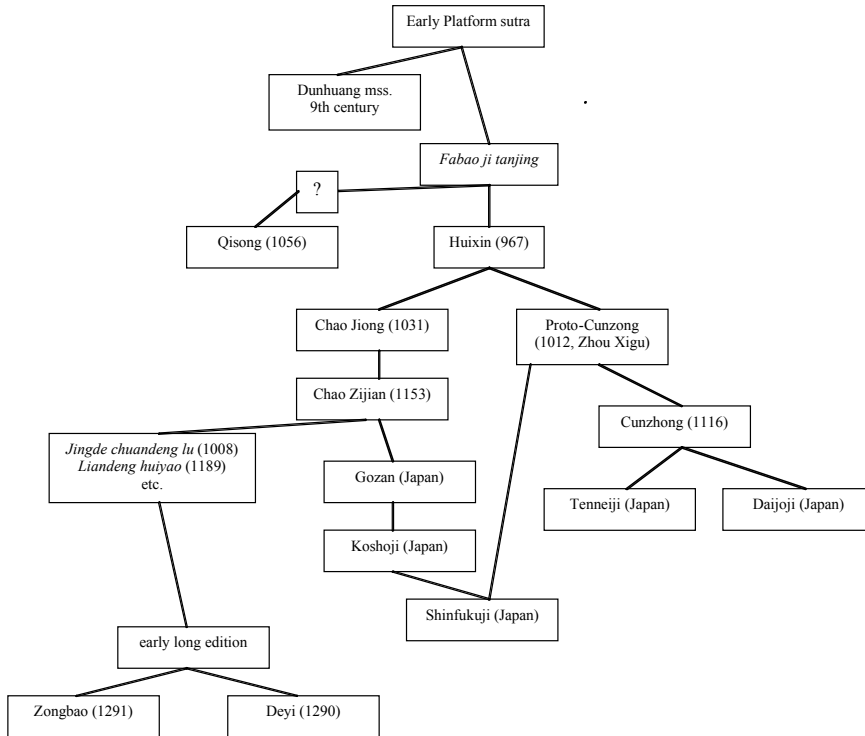 Early Platform sutra
Dunhuang mss.
9th century
Fabao ji tanjing
?
Qisong (1056)
Huixin (967)
Chao Jiong (1031)
Proto-Cunzong
(1012, Zhou Xigu)
Chao Zijian (1153)
Cunzhong (1116)
Jingde chuandeng lu (1008)
Liandeng huiyao (1189)
etc.
Gozan (Japan)
Tenneiji (Japan)
Daijoji (Japan)
Koshoji (Japan)
Shinfukuji (Japan)
early long edition
Zongbao (1291)
Deyi (1290)